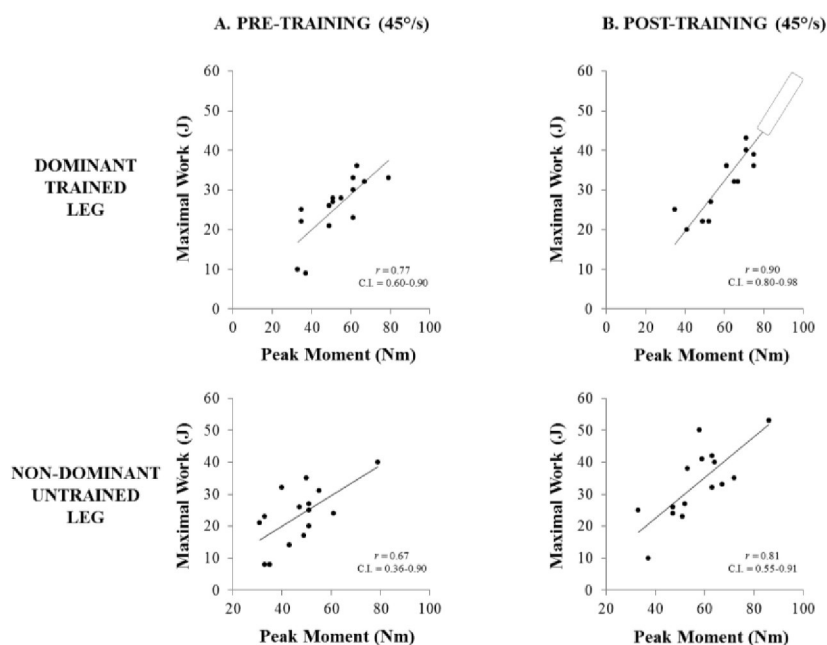 A. PRE-TRAINING (45°/s)
B. POST-TRAINING (45°/s)
DOMINANT
TRAINED
LEG
Maximal Work (J)
60
50
40
30
20
10
0
r = 0.77
C.I. = 0.60-0.90
0 20 40 60 80 100
Peak Moment (Nm)
Maximal Work (J)
60
50
40
30
20
10
0
r = 0.90
C.I. = 0.80-0.98
0 20 40 60 80 100
Peak Moment (Nm)
NON-DOMINANT
UNTRAINED
LEG
Maximal Work (J)
60
50
40
30
20
10
0
r = 0.67
C.I. = 0.36-0.90
20 40 60 80 100
Peak Moment (Nm)
Maximal Work (J)
60
50
40
30
20
10
0
r = 0.81
C.I. = 0.55-0.91
20 40 60 80 100
Peak Moment (Nm)